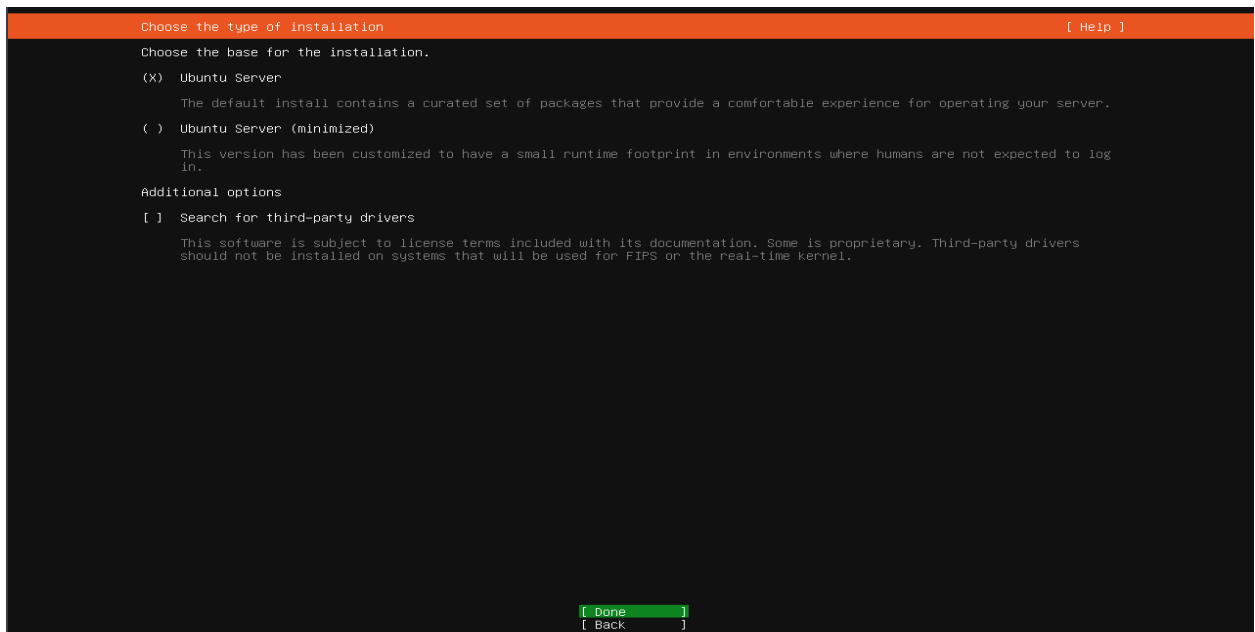 Choose the type of installation [ Help ]
Choose the base for the installation.
(X) Ubuntu Server
The default install contains a curated set of packages that provide a comfortable experience for operating your server.
( ) Ubuntu Server (minimized)
This version has been customized to have a small runtime footprint in environments where humans are not expected to log
in.
Additional options
[ ] Search for third-party drivers
This software is subject to license terms included with its documentation. Some is proprietary. Third-party drivers
should not be installed on systems that will be used for FIPS or the real-time kernel.
[ Done ]
[ Back ]